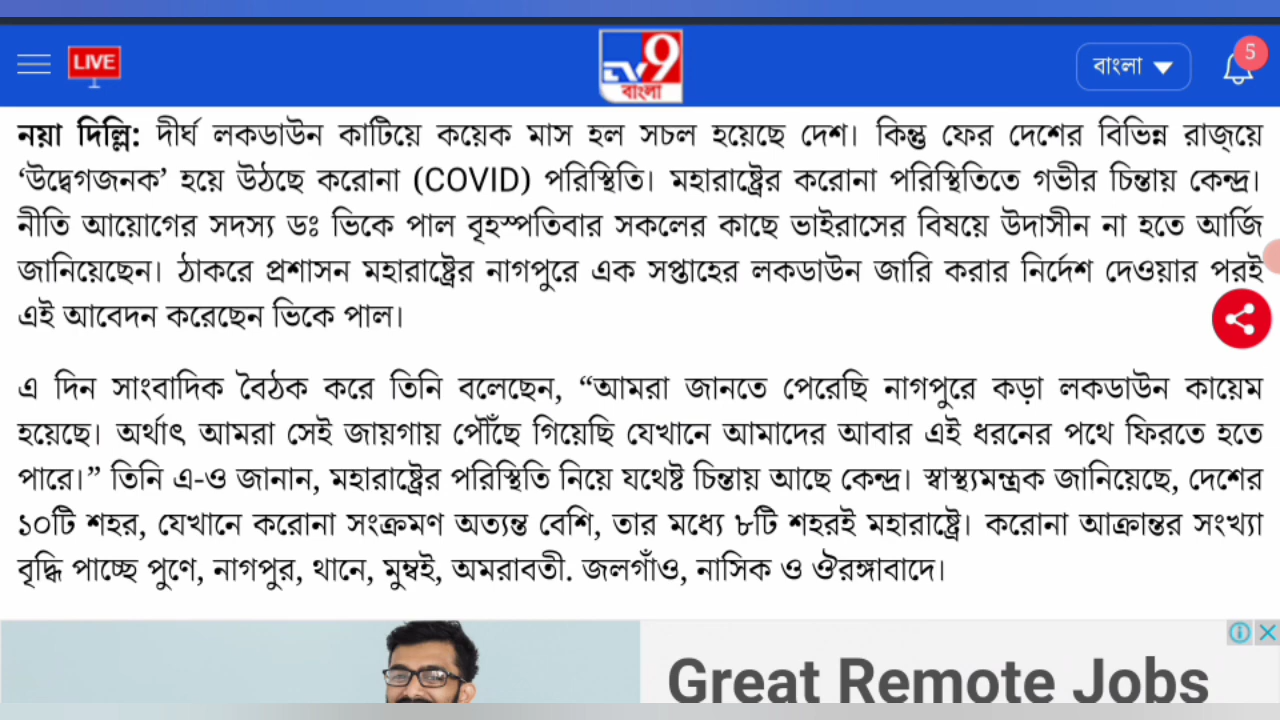 LIVE
TV9
বাংলা
বাংলা
5
নয়া দিল্লি: দীর্ঘ লকডাউন কাটিয়ে কয়েক মাস হল সচল হয়েছে দেশ। কিন্তু ফের দেশের বিভিন্ন রাজ্য়ে
‘উদ্বেগজনক’ হয়ে উঠছে করোনা (COVID) পরিস্থিতি। মহারাষ্ট্রের করোনা পরিস্থিতিতে গভীর চিন্তায় কেন্দ্র।
নীতি আয়োগের সদস্য ডঃ ভিকে পাল বৃহস্পতিবার সকলের কাছে ভাইরাসের বিষয়ে উদাসীন না হতে আর্জি
জানিয়েছেন। ঠাকরে প্রশাসন মহারাষ্ট্রের নাগপুরে এক সপ্তাহের লকডাউন জারি করার নির্দেশ দেওয়ার পরই
এই আবেদন করেছেন ভিকে পাল।
এ দিন সাংবাদিক বৈঠক করে তিনি বলেছেন, “আমরা জানতে পেরেছি নাগপুরে কড়া লকডাউন কায়েম
হয়েছে। অর্থাৎ আমরা সেই জায়গায় পৌঁছে গিয়েছি যেখানে আমাদের আবার এই ধরনের পথে ফিরতে হতে
পারে।” তিনি এ-ও জানান, মহারাষ্ট্রের পরিস্থিতি নিয়ে যথেষ্ট চিন্তায় আছে কেন্দ্র। স্বাস্থ্যমন্ত্রক জানিয়েছে, দেশের
১০টি শহর, যেখানে করোনা সংক্রমণ অত্যন্ত বেশি, তার মধ্যে ৮টি শহরই মহারাষ্ট্রে। করোনা আক্রান্তর সংখ্যা
বৃদ্ধি পাচ্ছে পুণে, নাগপুর, থানে, মুম্বই, অমরাবতী. জলগাঁও, নাসিক ও ঔরঙ্গাবাদে।
Great Remote Jobs